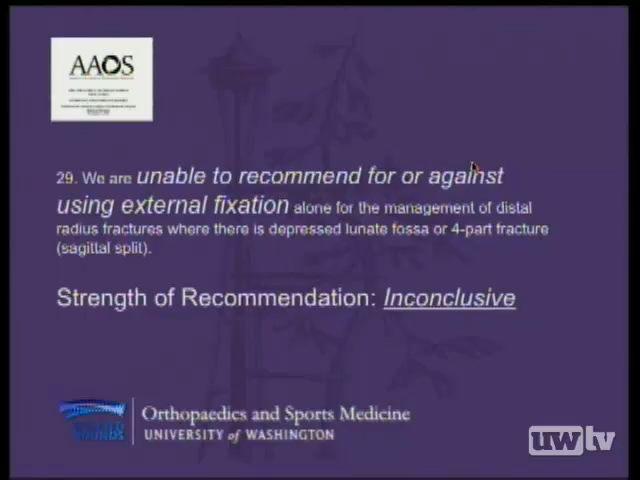 AAOS
29. We are unable to recommend for or against
using external fixation alone for the management of distal
radius fractures where there is depressed lunate fossa or 4-part fracture
(sagittal split).
Strength of Recommendation: Inconclusive
ROUNDS
Orthopaedics and Sports Medicine
UNIVERSITY of WASHINGTON
uwtv